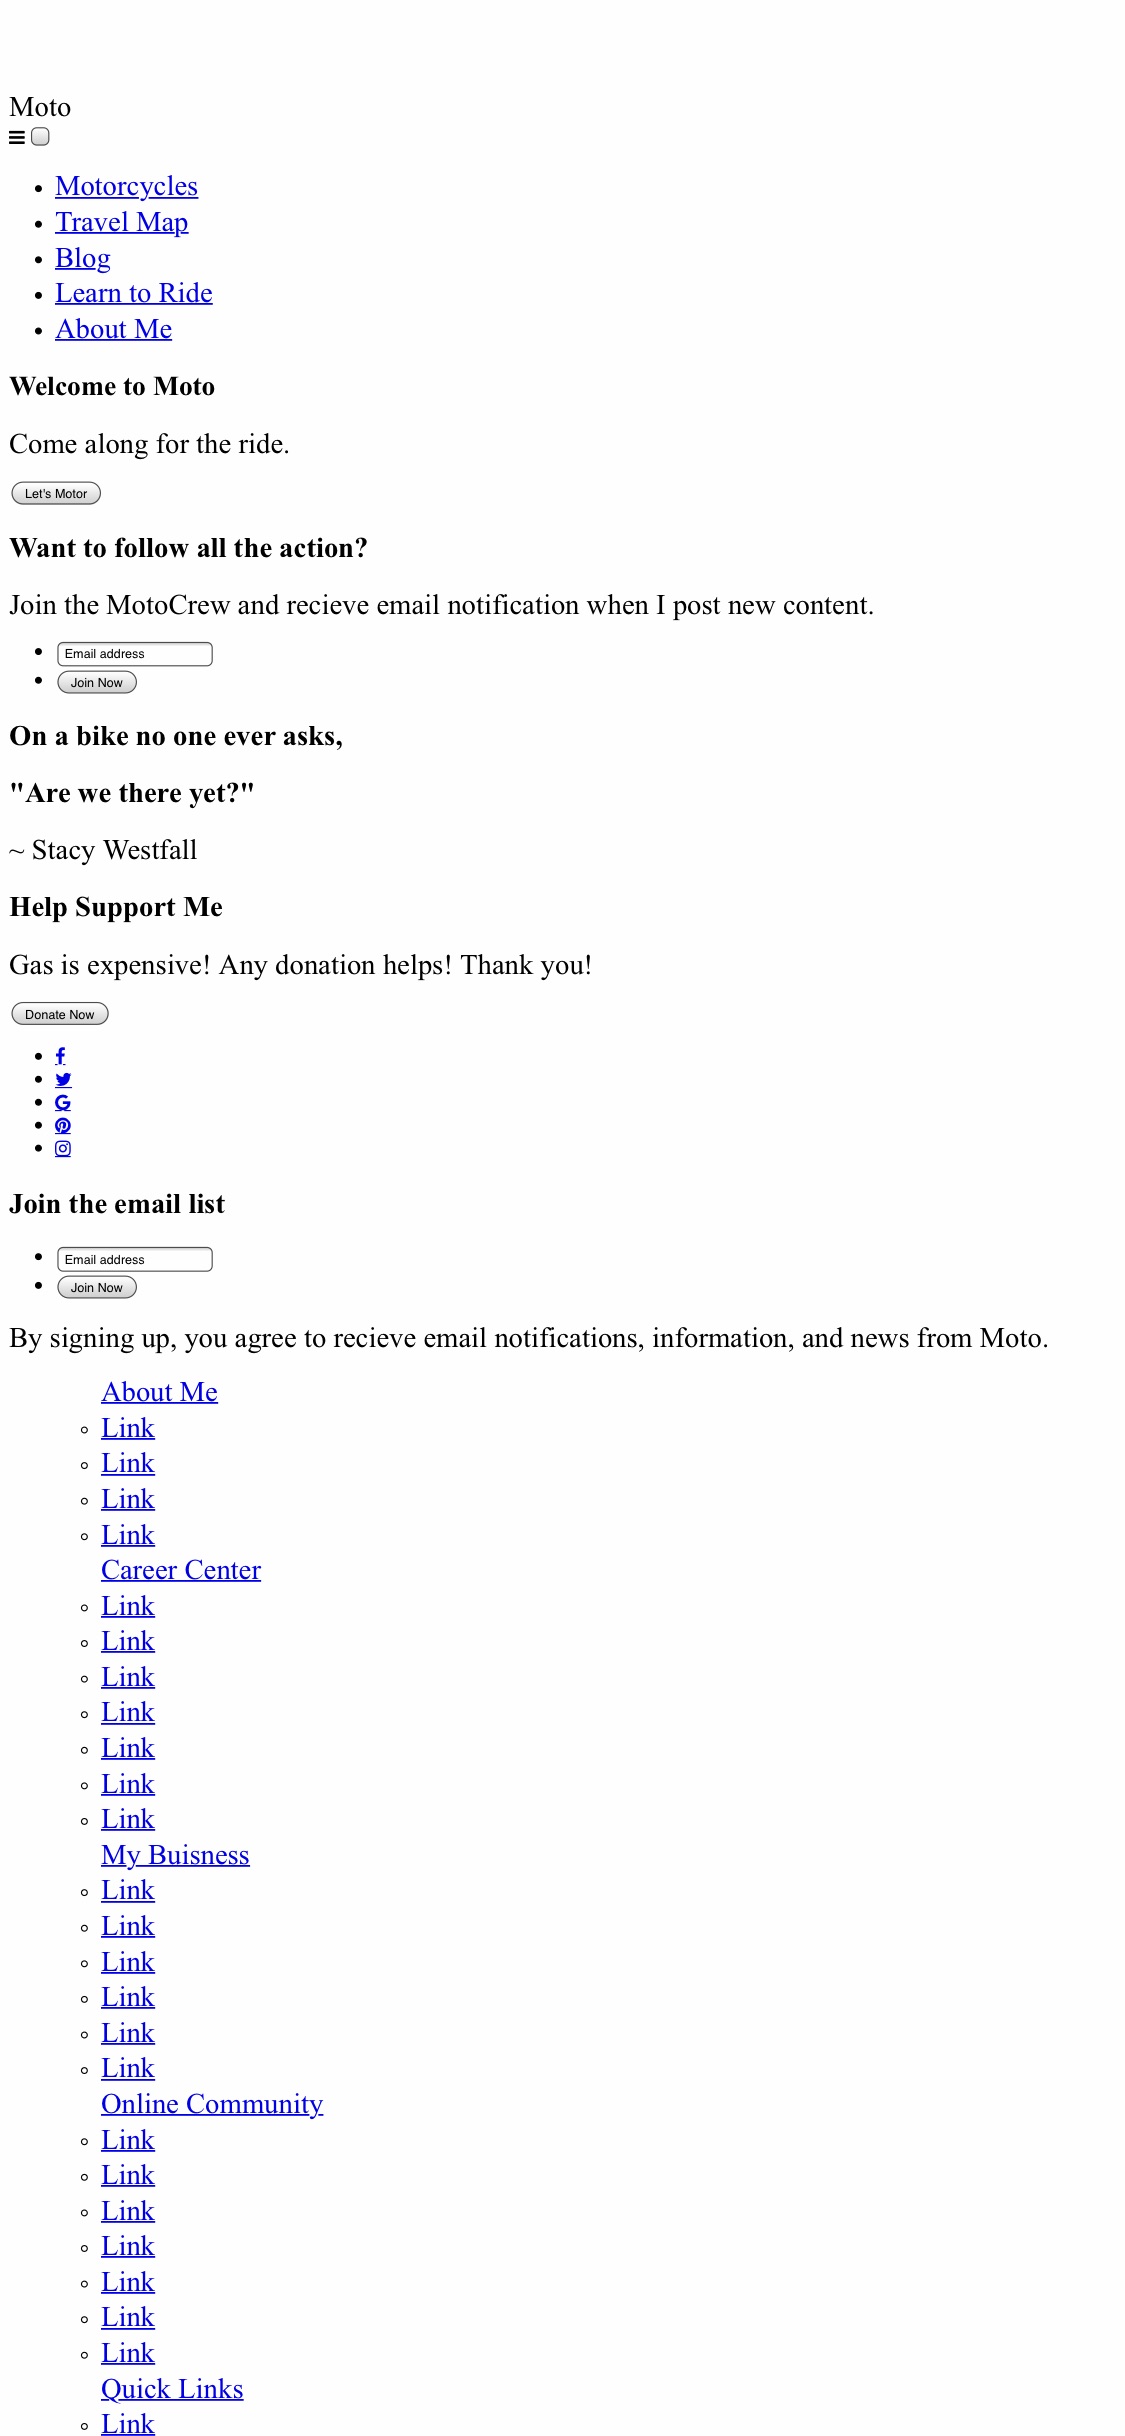 Moto
Motorcycles
Travel Map
Blog
Learn to Ride
About Me
Welcome to Moto
Come along for the ride.
Let's Motor
Want to follow all the action?
Join the MotoCrew and recieve email notification when I post new content.
Email address
Join Now
On a bike no one ever asks,
"Are we there yet?"
~ Stacy Westfall
Help Support Me
Gas is expensive! Any donation helps! Thank you!
Donate Now
Join the email list
Email address
Join Now
By signing up, you agree to recieve email notifications, information, and news from Moto.
About Me
Link
Link
Link
Link
Career Center
Link
Link
Link
Link
Link
Link
Link
My Buisness
Link
Link
Link
Link
Link
Link
Online Community
Link
Link
Link
Link
Link
Link
Link
Quick Links
Link